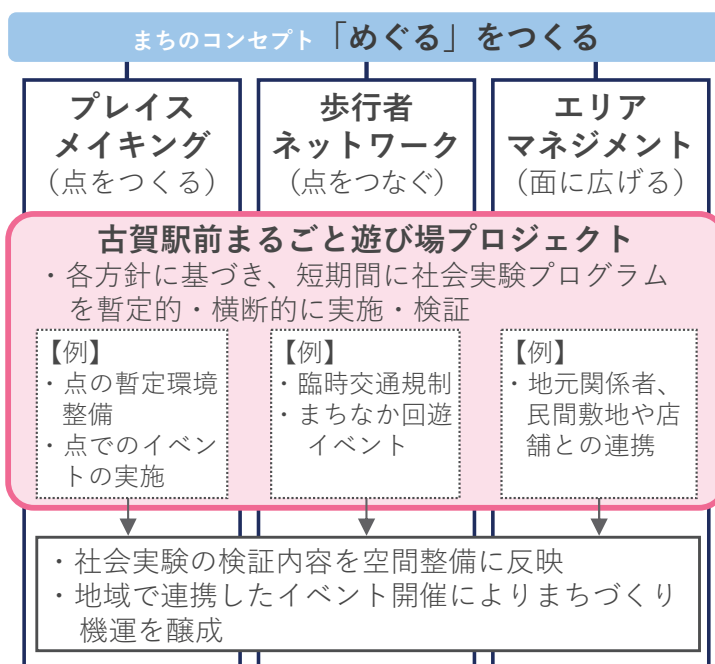 まちのコンセプト「めぐる」をつくる
プレイス
メイキング
（点をつくる）
歩行者
ネットワーク
（点をつなぐ）
エリア
マネジメント
（面に広げる）
古賀駅前まるごと遊び場プロジェクト
・各方針に基づき、短期間に社会実験プログラム
を暫定的・横断的に実施・検証
【例】
・点の暫定環境
整備
・点でのイベン
トの実施
【例】
・臨時交通規制
・まちなか回遊
イベント
【例】
・地元関係者、
民間敷地や店
舗との連携
・社会実験の検証内容を空間整備に反映
・地域で連携したイベント開催によりまちづくり
機運を醸成